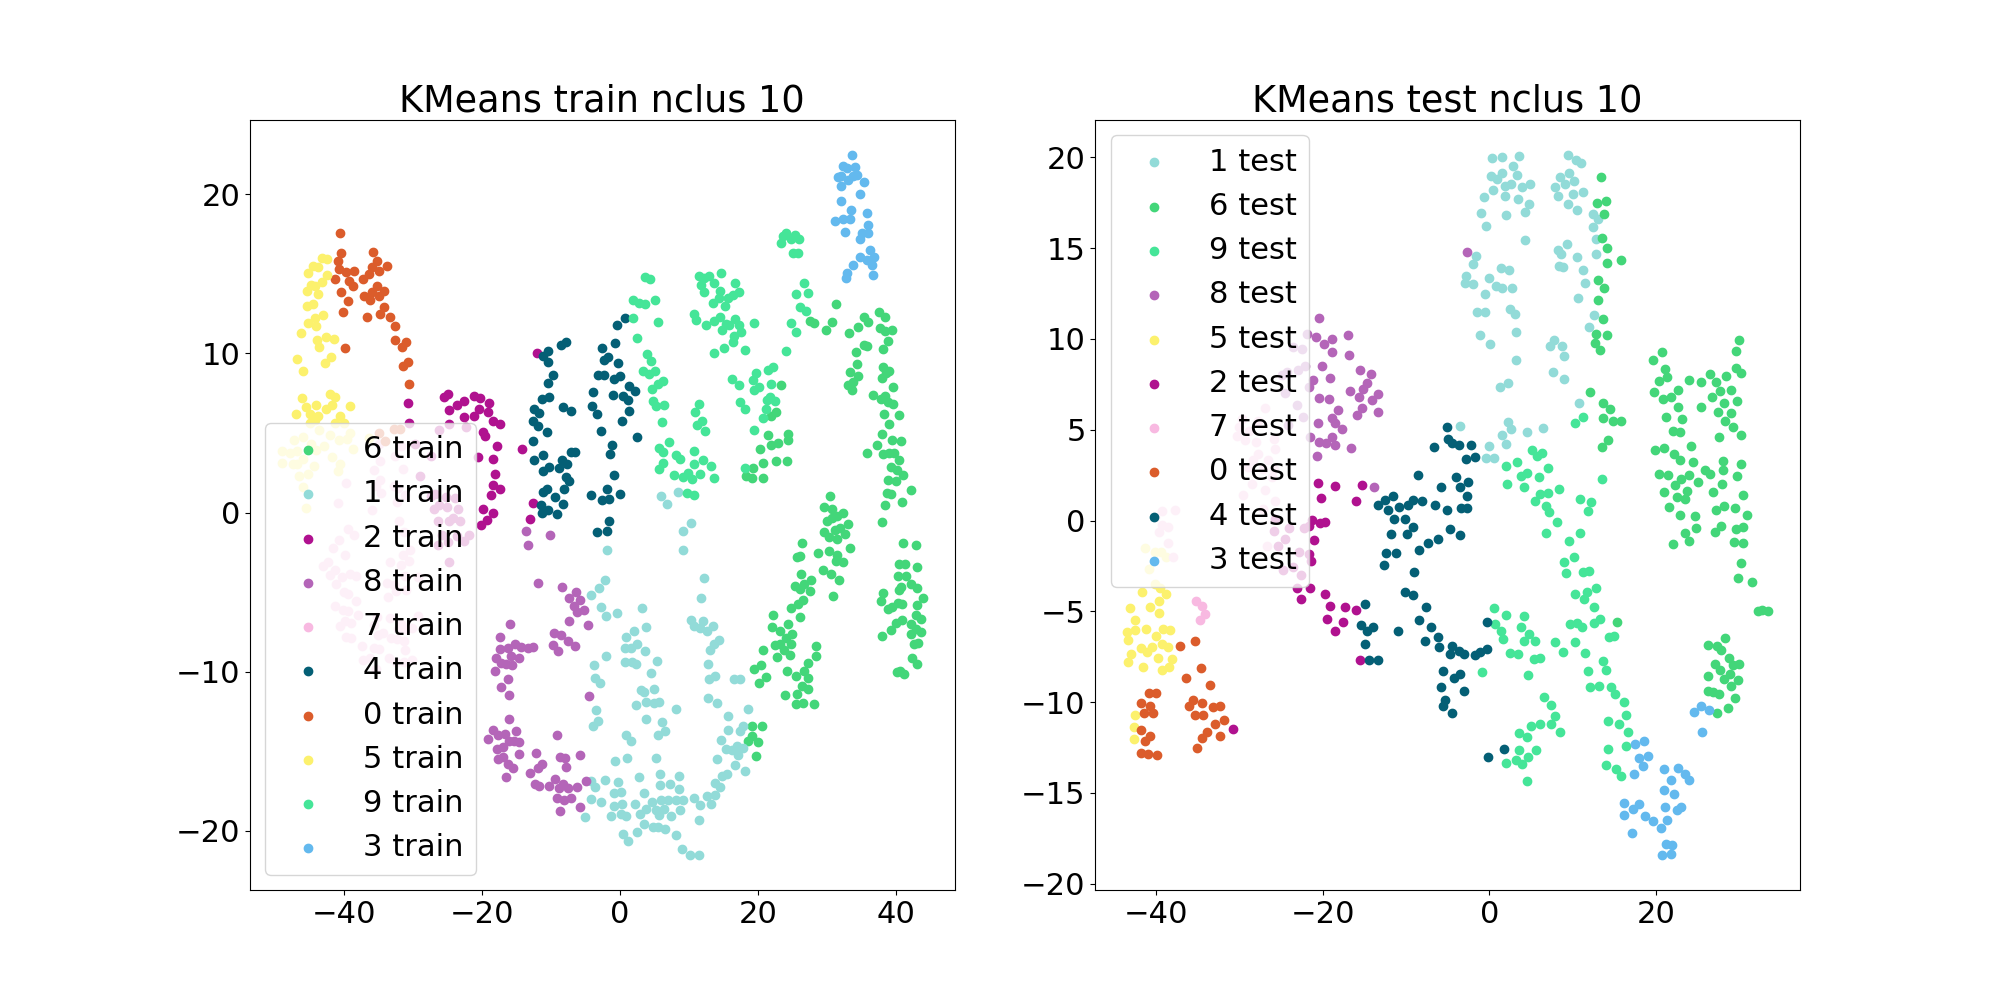 KMeans train nclus 10
20
10
0
−10
−20
−40
−20
0
20
40
6 train
1 train
2 train
8 train
7 train
4 train
0 train
5 train
9 train
3 train
KMeans test nclus 10
20
15
10
5
0
−5
−10
−15
−20
−40
−20
0
20
1 test
6 test
9 test
8 test
5 test
2 test
7 test
0 test
4 test
3 test